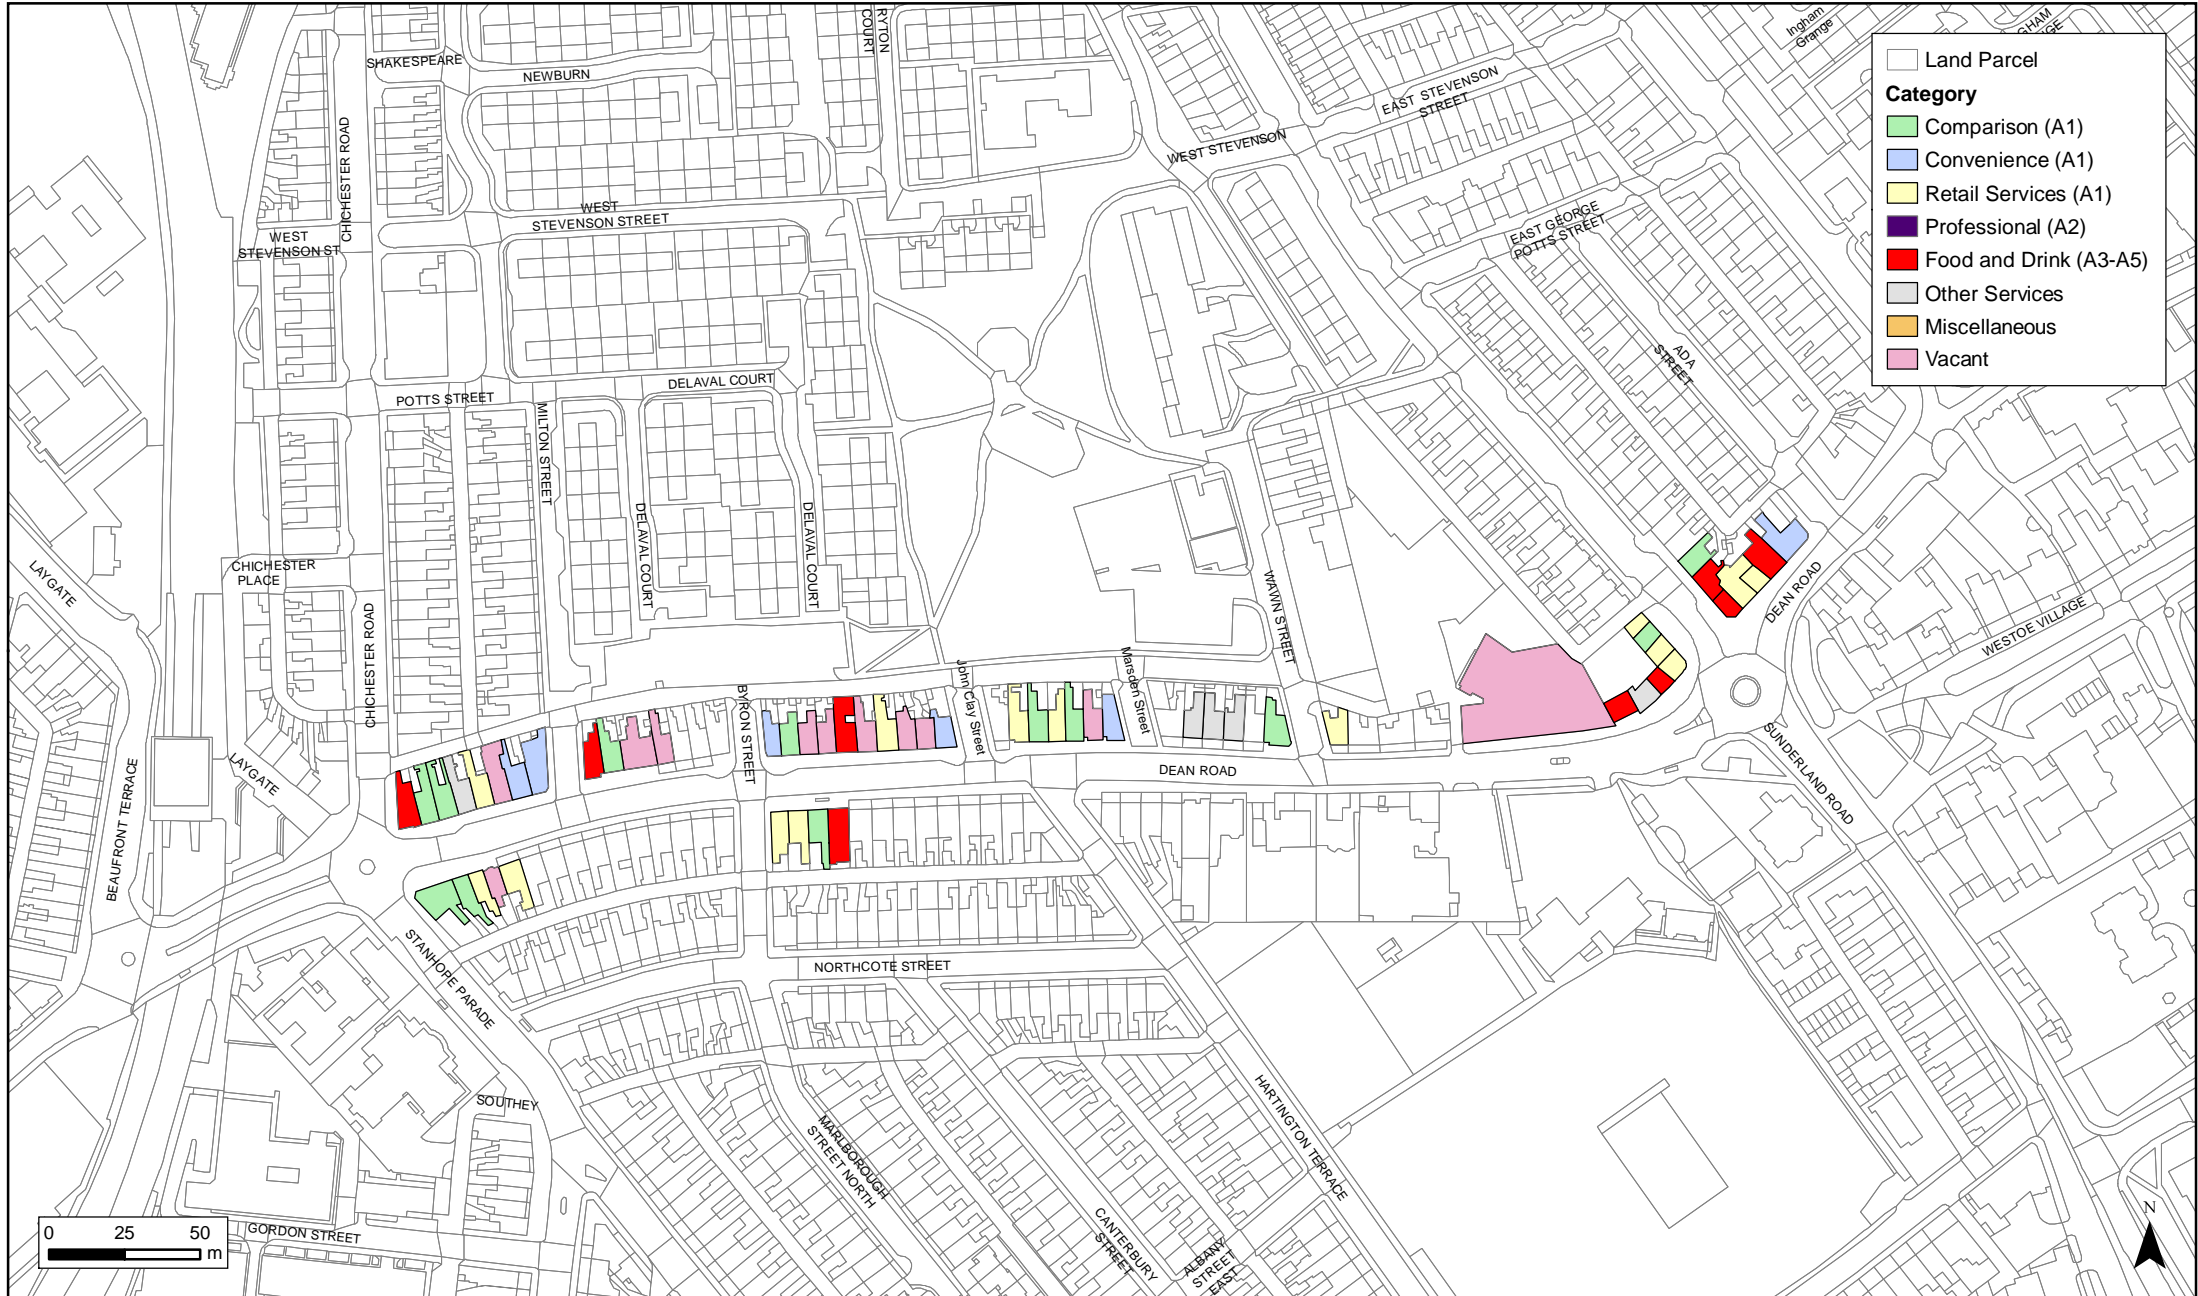 SHAKESPEARE
NEWBURN
RYTON
COURT
Ingham
Grange
Land Parcel
Category
Comparison (A1)
Convenience (A1)
Retail Services (A1)
Professional (A2)
Food and Drink (A3-A5)
Other Services
Miscellaneous
Vacant
EAST STEVENSON
STREET
WEST STEVENSON
CHICHESTER ROAD
WEST
STEVENSON STREET
WEST
STEVENSON ST
EAST GEORGE
POTTS STREET
ADA
STREET
DELAVAL COURT
POTTS STREET
MILTON STREET
DELAVAL COURT
DELAVAL COURT
LAYGATE
CHICHESTER
PLACE
CHICHESTER ROAD
WAWN STREET
DEAN ROAD
WESTOE VILLAGE
BYRON STREET
John Clay Street
Marsden Street
LAYGATE
BEAUFRONT TERRACE
DEAN ROAD
SUNDERLAND ROAD
STANHOPE PARADE
NORTHCOTE STREET
SOUTHEY
MARLBOROUGH
STREET NORTH
HARTINGTON TERRACE
CANTERBURY
STREET
ALBANY
STREET
EAST
GORDON STREET
0 25 50
m
N